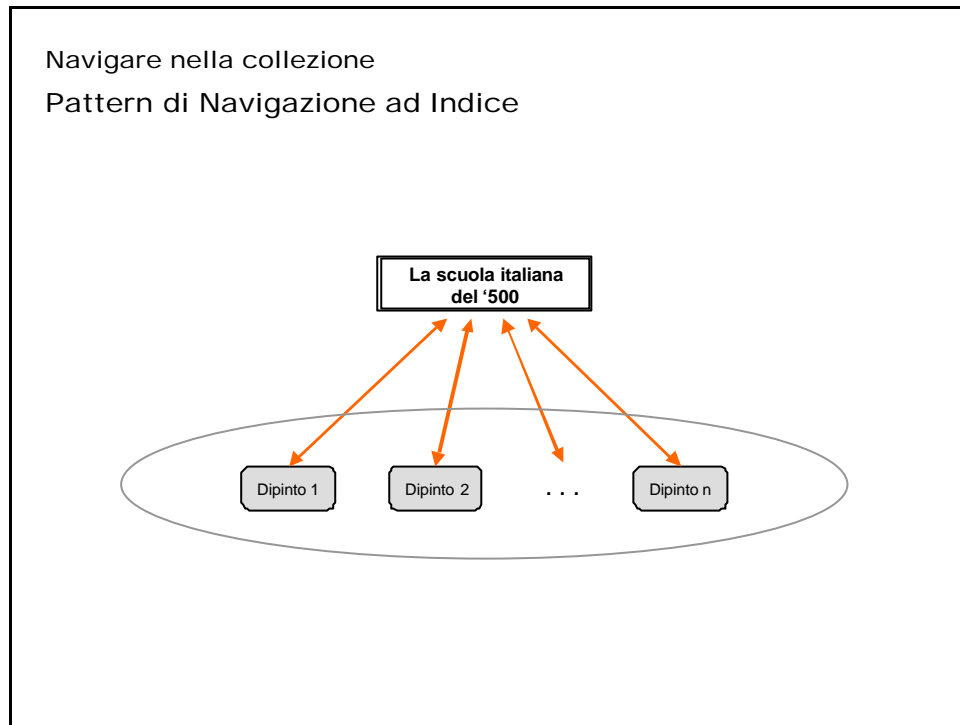 Navigare nella collezione
Pattern di Navigazione ad Indice
La scuola italiana
del ‘500
Dipinto 1
Dipinto 2
. . .
Dipinto n